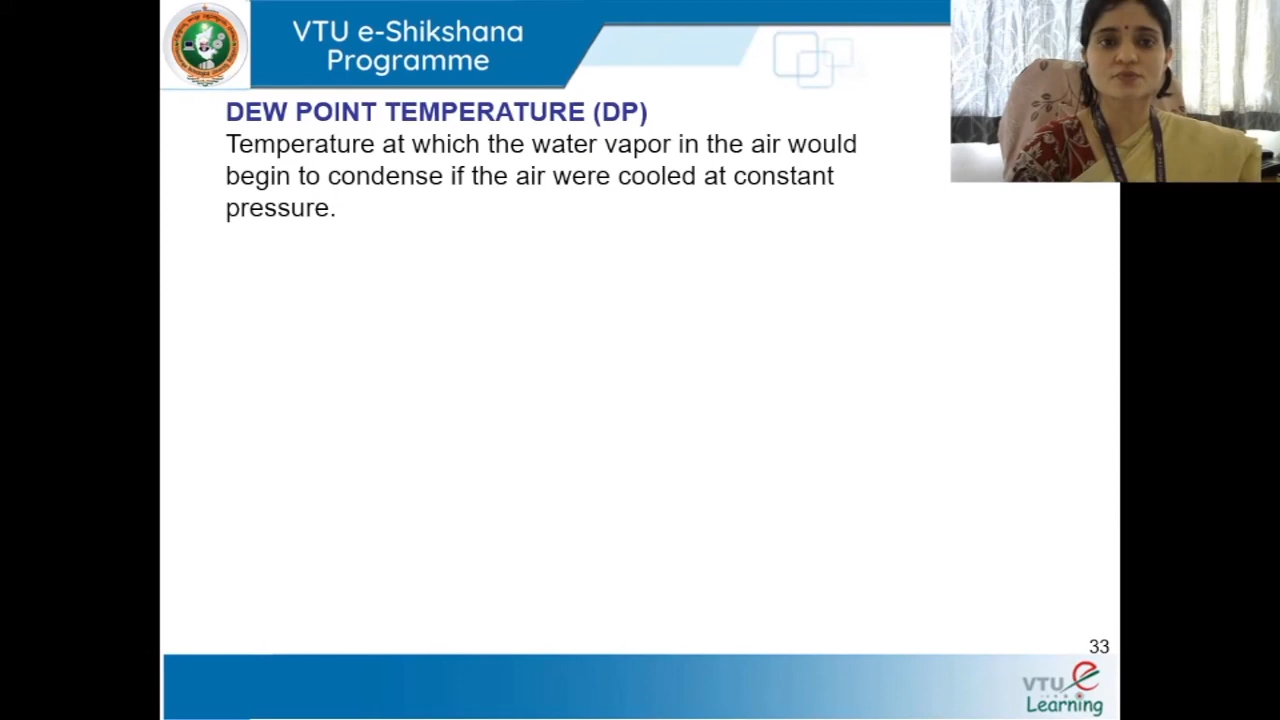 VTU e-Shikshana
Programme
DEW POINT TEMPERATURE (DP)
Temperature at which the water vapor in the air would
begin to condense if the air were cooled at constant
pressure.
33
VTU e
Learning